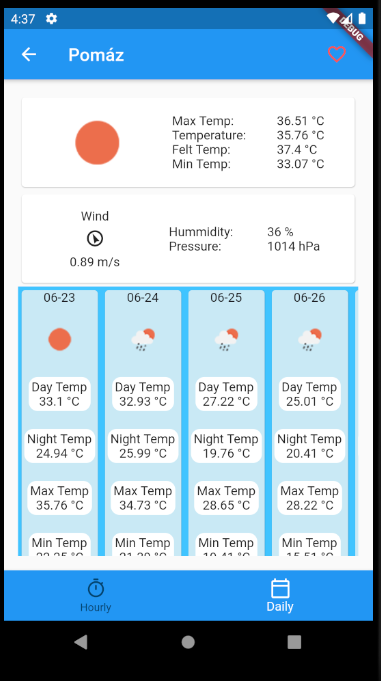 4:37
DEBUG
Pomáz
Max Temp: 36.51 °C
Temperature: 35.76 °C
Felt Temp: 37.4 °C
Min Temp: 33.07 °C
Wind
0.89 m/s
Hummidity: 36 %
Pressure: 1014 hPa
06-23 06-24 06-25 06-26
Day Temp Day Temp Day Temp Day Temp
33.1 °C 32.93 °C 27.22 °C 25.01 °C
Night Temp Night Temp Night Temp Night Temp
24.94 °C 25.99 °C 19.76 °C 20.41 °C
Max Temp Max Temp Max Temp Max Temp
35.76 °C 34.73 °C 28.65 °C 28.22 °C
Min Temp Min Temp Min Temp Min Temp
Hourly Daily